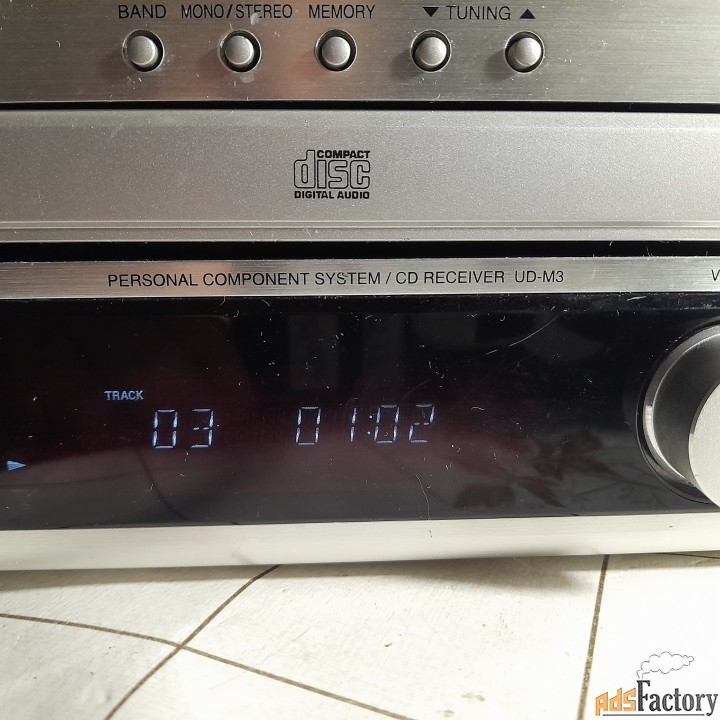 BAND MONO/STEREO MEMORY ▼ TUNING ▲
COMPACT
disc
DIGITAL AUDIO
PERSONAL COMPONENT SYSTEM / CD RECEIVER UD-M3 V
TRACK
03 01:02
AdsFactory